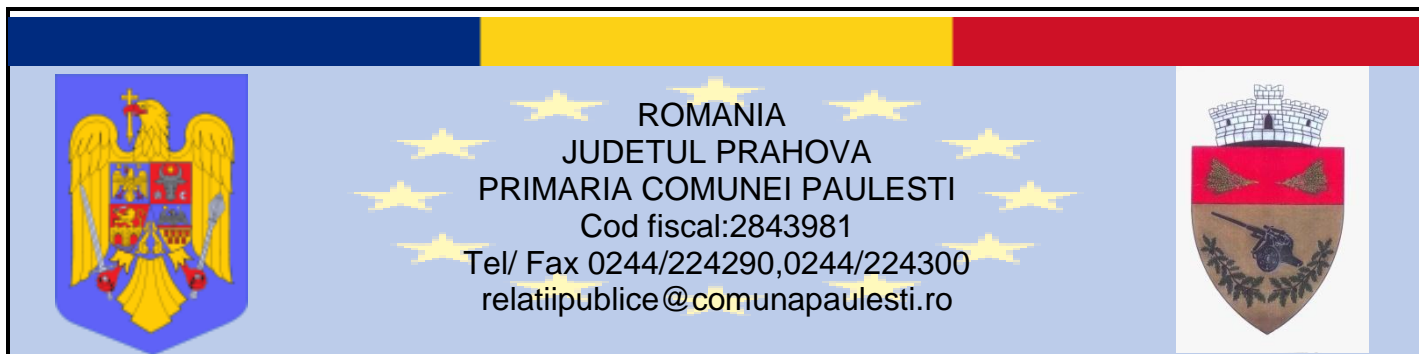 ROMANIA
JUDETUL PRAHOVA
PRIMARIA COMUNEI PAULESTI
Cod fiscal:2843981
Tel/ Fax 0244/224290,0244/224300
relatiipublice@comunapaulesti.ro